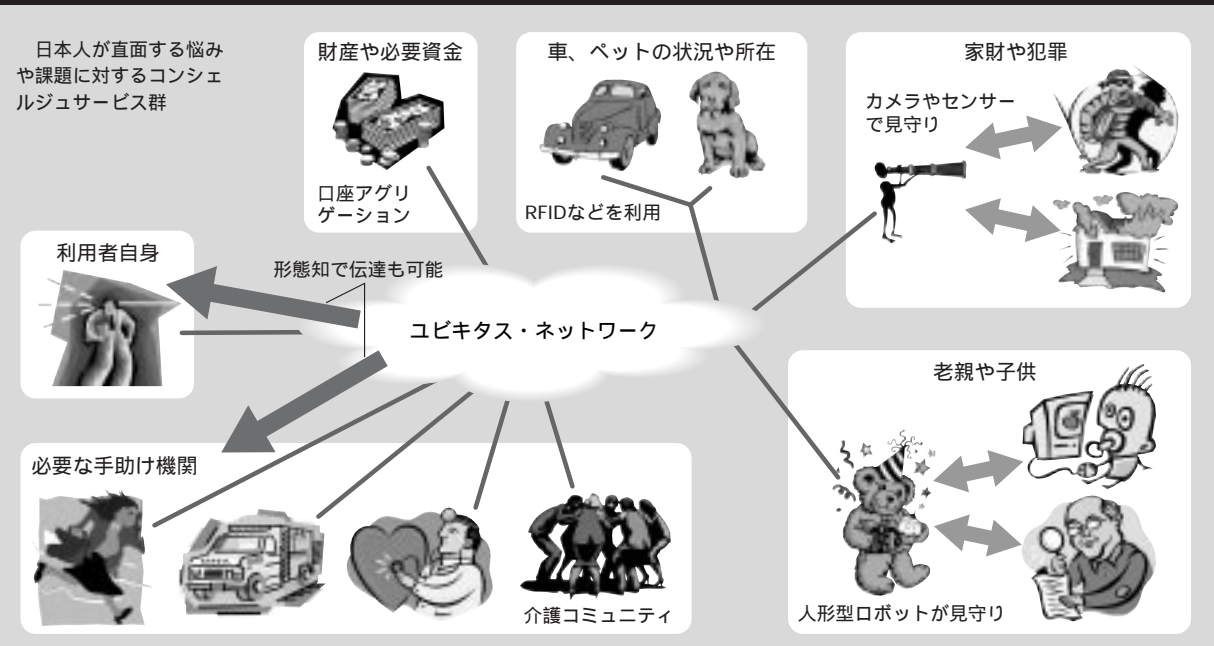 日本人が直面する悩み
や課題に対するコンシェ
ルジュサービス群
財産や必要資金
口座アグリ
ゲーション
車、ペットの状況や所在
RFIDなどを利用
家財や犯罪
カメラやセンサー
で見守り
利用者自身
形態知で伝達も可能
ユビキタス・ネットワーク
老親や子供
人形型ロボットが見守り
必要な手助け機関
介護コミュニティ